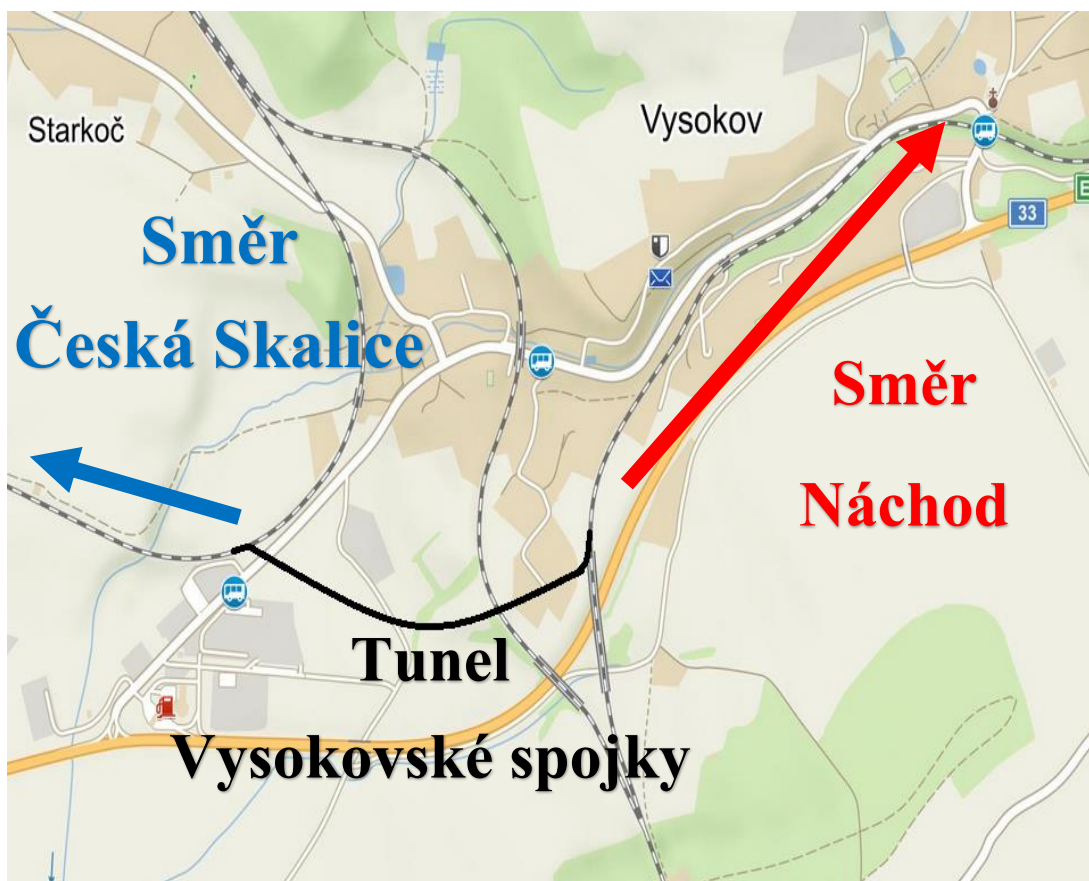 Starkoč
Vysokov
E
33
Směr
Česká Skalice
Směr
Náchod
Tunel
Vysokovské spojky